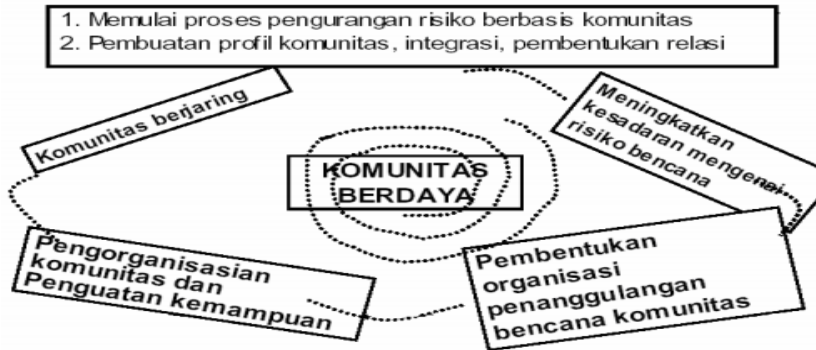 1. Memulai proses pengurangan risiko berbasis komunitas
2. Pembuatan profil komunitas, integrasi, pembentukan relasi
Komunitas berjaring
Meningkatkan
kesadaran mengenai
risiko bencana
KOMUNITAS
BERDAYA
Pengorganisasian
komunitas dan
Penguatan kemampuan
Pembentukan
organisasi
penanggulangan
bencana komunitas